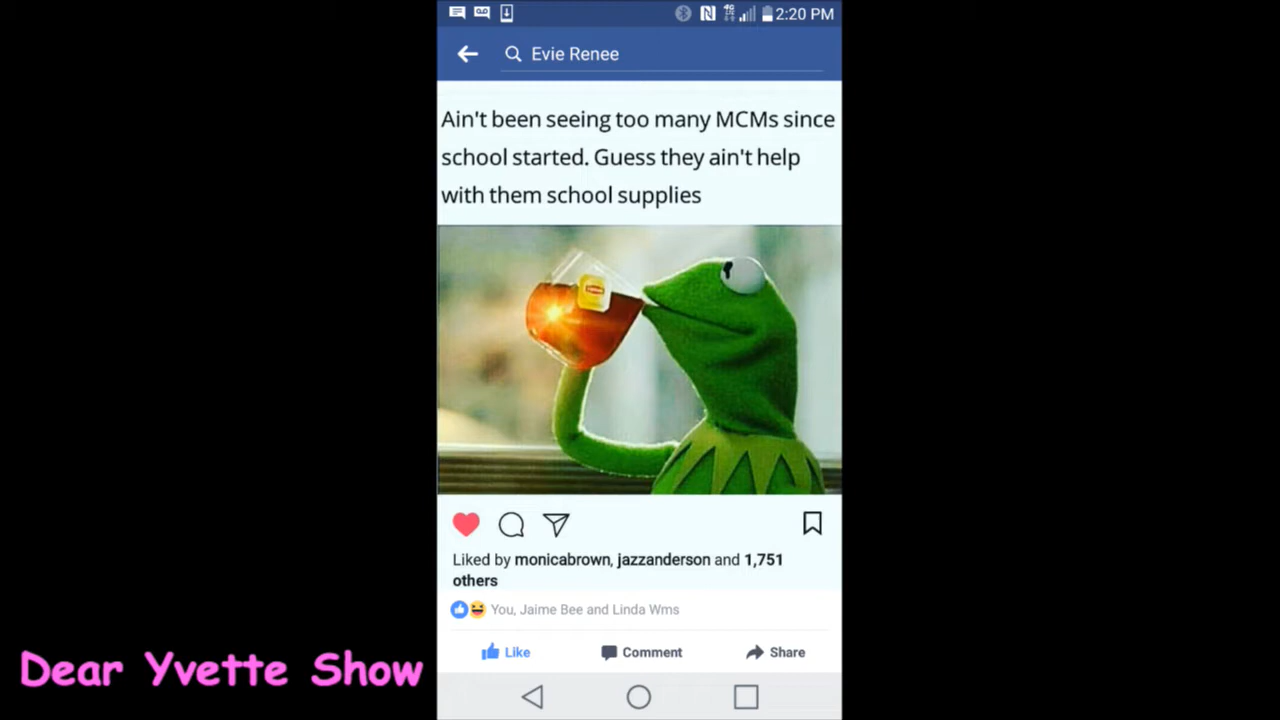 2:20 PM
Evie Renee
Ain't been seeing too many MCMs since
school started. Guess they ain't help
with them school supplies
Liked by monicabrown, jazzanderson and 1,751
others
You, Jaime Bee and Linda Wms
Like Comment Share
Dear Yvette Show